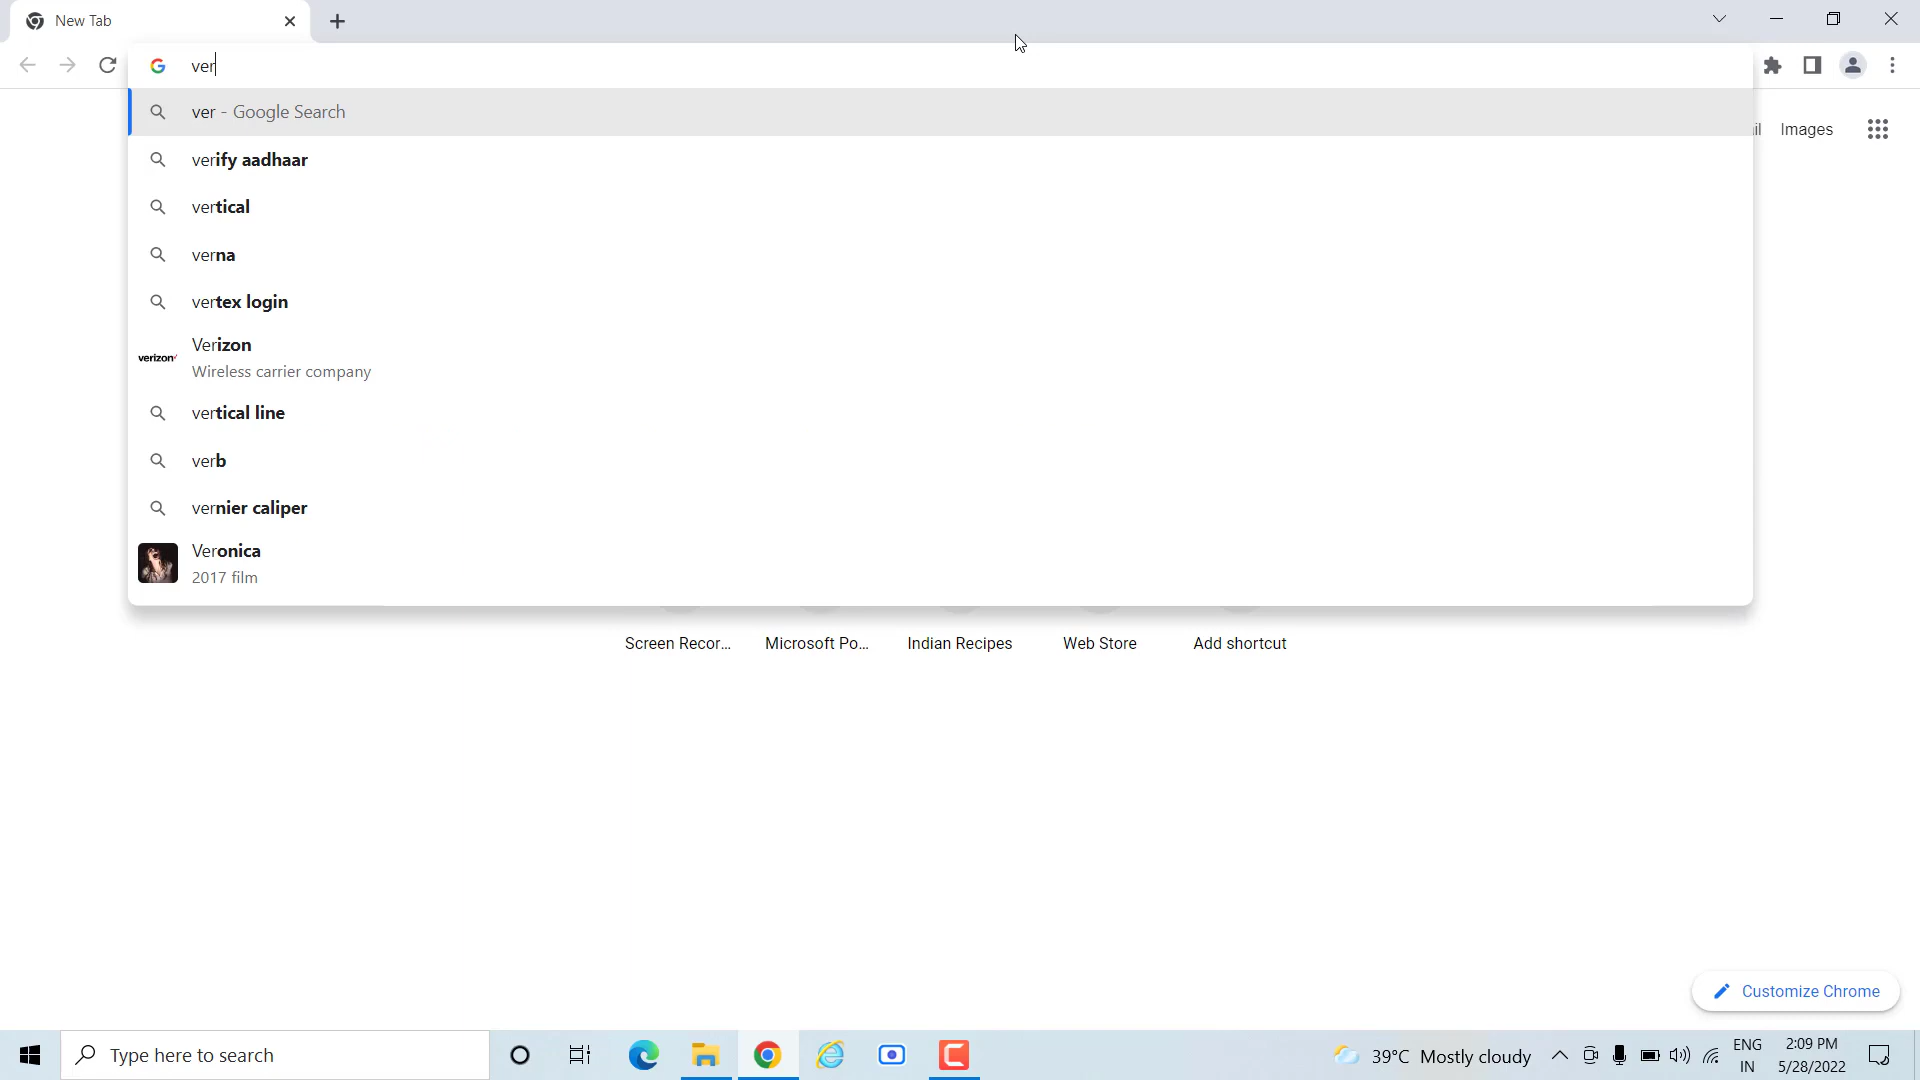 New Tab
ver
ver - Google Search
verify aadhaar
vertical
verna
vertex login
verizon
Verizon
Wireless carrier company
vertical line
verb
vernier caliper
Veronica
2017 film
il Images
Screen Recor...
Microsoft Po...
Indian Recipes
Web Store
Add shortcut
Customize Chrome
Type here to search
39°C Mostly cloudy
ENG
IN
2:09 PM
5/28/2022